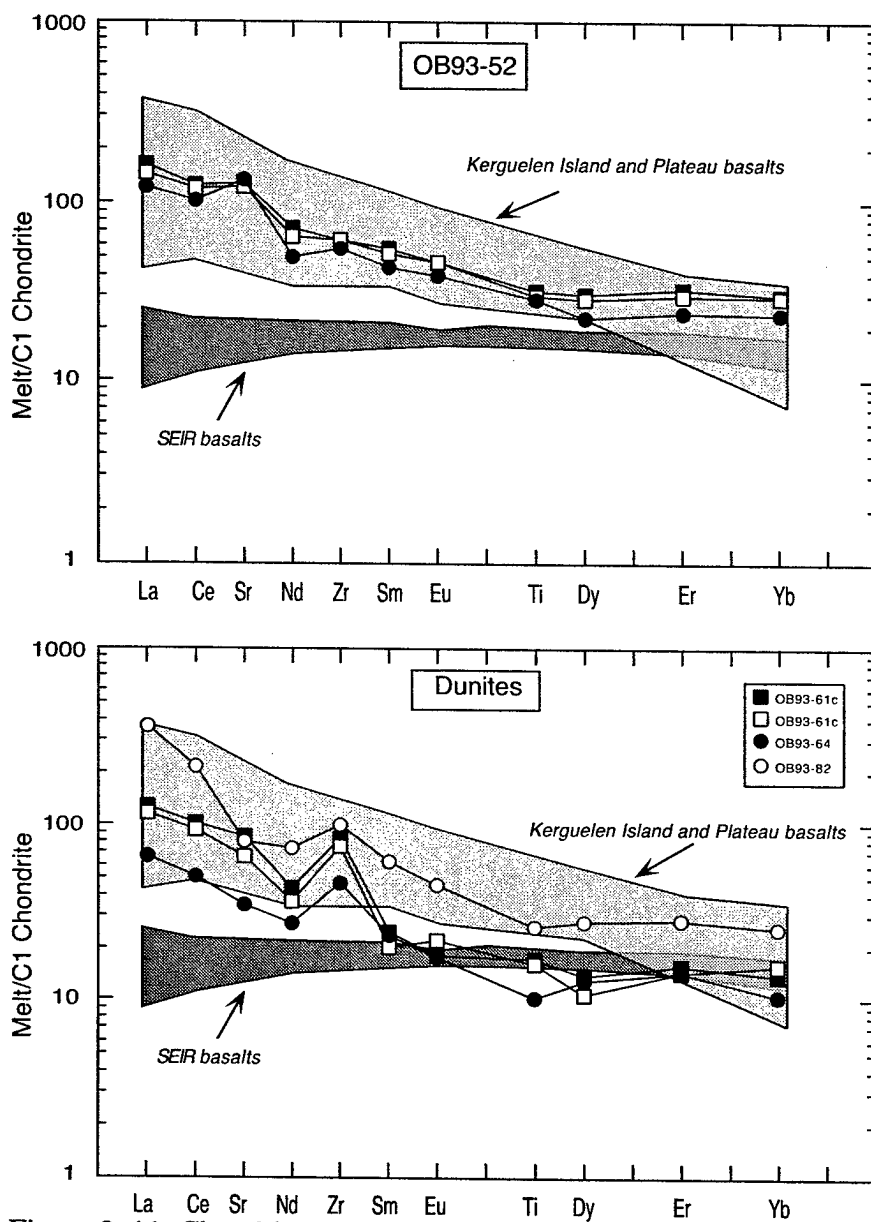 1000
OB93-52
Kerguelen Island and Plateau basalts
100
Melt/C1 Chondrite
10
SEIR basalts
1
La Ce Sr Nd Zr Sm Eu Ti Dy Er Yb
1000
Dunites
OB93-61c
OB93-61c
OB93-64
OB93-82
100
Kerguelen Island and Plateau basalts
Melt/C1 Chondrite
10
SEIR basalts
1
La Ce Sr Nd Zr Sm Eu Ti Dy Er Yb